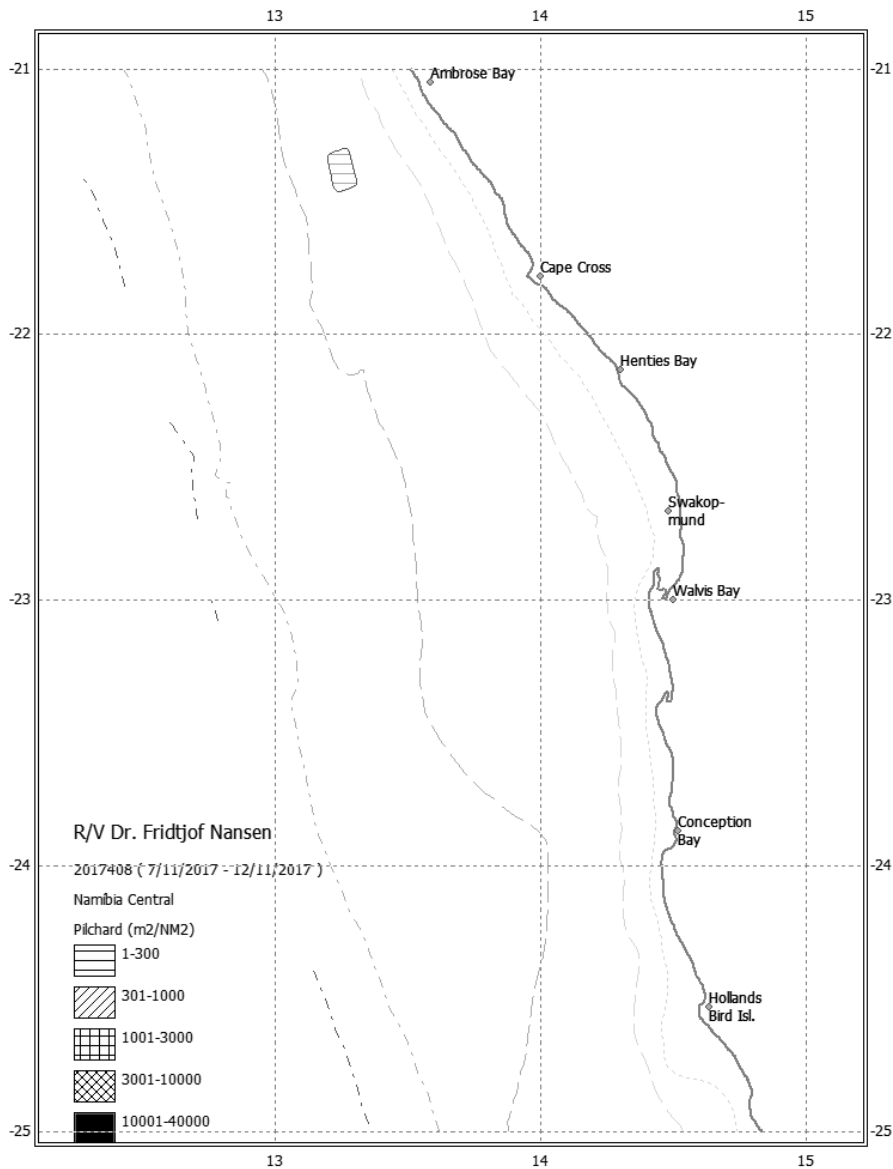 13 14 15
-21 -21
Ambrose Bay
Cape Cross
-22 -22
Henties Bay
Swakop-
mund
-23 -23
Walvis Bay
R/V Dr. Fridtjof Nansen
Conception
Bay
-24 -24
2017408 ( 7/11/2017 - 12/11/2017 )
Namíbia Central
Pilchard (m2/NM2)
1-300
301-1000
Hollands
Bird Isl.
1001-3000
3001-10000
10001-40000
-25 -25
13 14 15